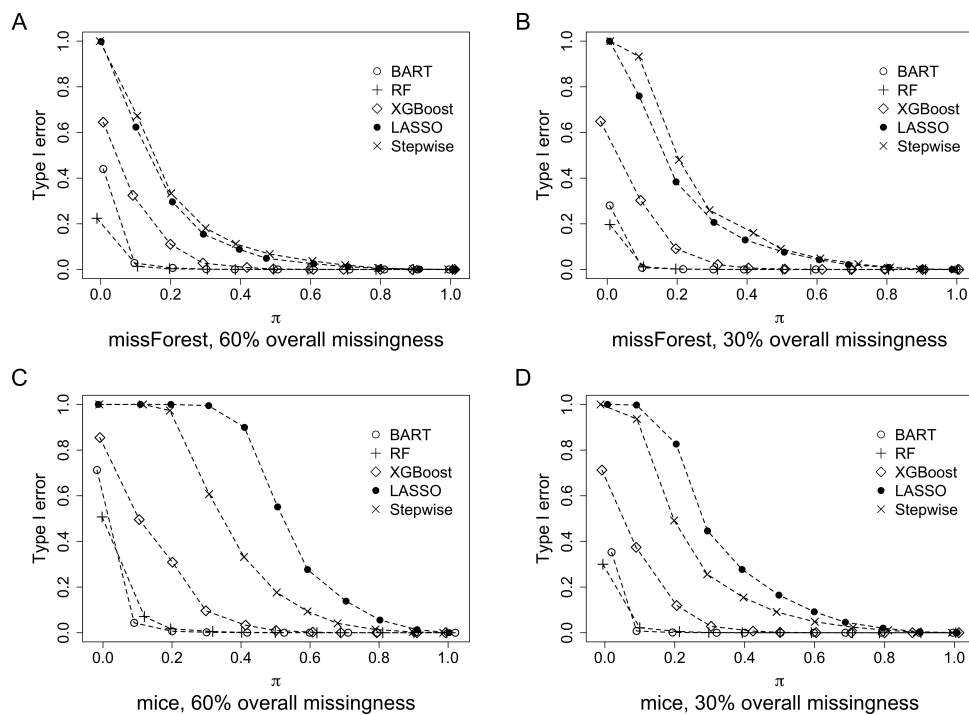 A
Type I error
0.0 0.2 0.4 0.6 0.8 1.0
BART
RF
XGBoost
LASSO
Stepwise
0.0 0.2 0.4 0.6 0.8 1.0
π
missForest, 60% overall missingness
B
Type I error
0.0 0.2 0.4 0.6 0.8 1.0
BART
RF
XGBoost
LASSO
Stepwise
0.0 0.2 0.4 0.6 0.8 1.0
π
missForest, 30% overall missingness
C
Type I error
0.0 0.2 0.4 0.6 0.8 1.0
BART
RF
XGBoost
LASSO
Stepwise
0.0 0.2 0.4 0.6 0.8 1.0
π
mice, 60% overall missingness
D
Type I error
0.0 0.2 0.4 0.6 0.8 1.0
BART
RF
XGBoost
LASSO
Stepwise
0.0 0.2 0.4 0.6 0.8 1.0
π
mice, 30% overall missingness